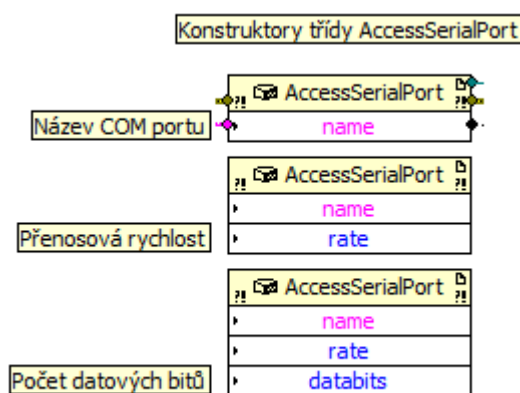 Konstruktory třídy AccessSerialPort
AccessSerialPort
Název COM portu
name
AccessSerialPort
name
Přenosová rychlost
rate
AccessSerialPort
name
rate
Počet datových bitů
databits